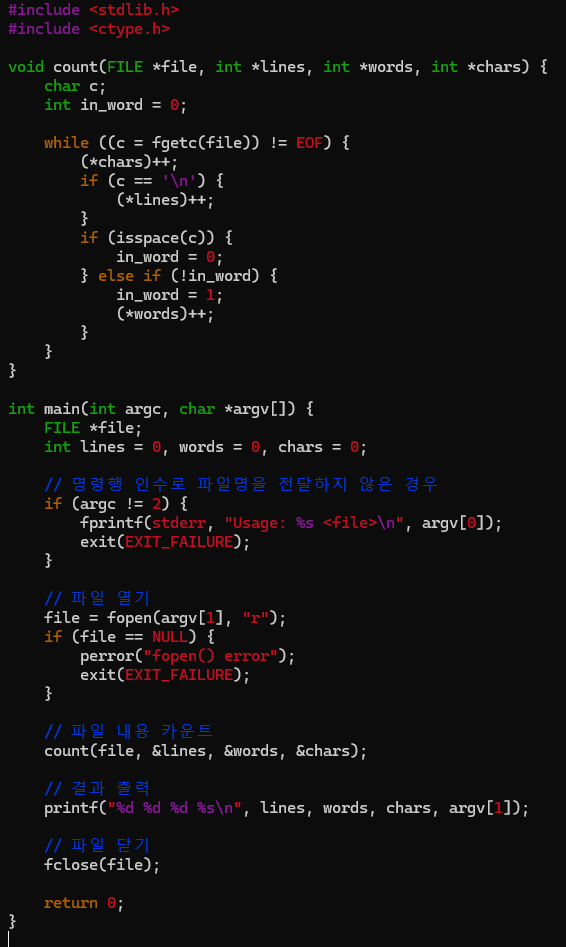 #include <stdlib.h>
#include <ctype.h>

void count(FILE *file, int *lines, int *words, int *chars) {
    char c;
    int in_word = 0;

    while ((c = fgetc(file)) != EOF) {
        (*chars)++;
        if (c == '\n') {
            (*lines)++;
        }
        if (isspace(c)) {
            in_word = 0;
        } else if (!in_word) {
            in_word = 1;
            (*words)++;
        }
    }
}

int main(int argc, char *argv[]) {
    FILE *file;
    int lines = 0, words = 0, chars = 0;

    // 명령행 인수로 파일명을 전달하지 않은 경우
    if (argc != 2) {
        fprintf(stderr, "Usage: %s <file>\n", argv[0]);
        exit(EXIT_FAILURE);
    }

    // 파일 열기
    file = fopen(argv[1], "r");
    if (file == NULL) {
        perror("fopen() error");
        exit(EXIT_FAILURE);
    }

    // 파일 내용 카운트
    count(file, &lines, &words, &chars);

    // 결과 출력
    printf("%d %d %d %s\n", lines, words, chars, argv[1]);

    // 파일 닫기
    fclose(file);

    return 0;
}